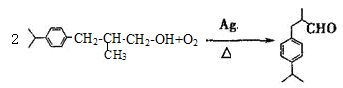 2 -CH₂-CH-CH₂-OH+O₂ Ag CHO
CH₃ △